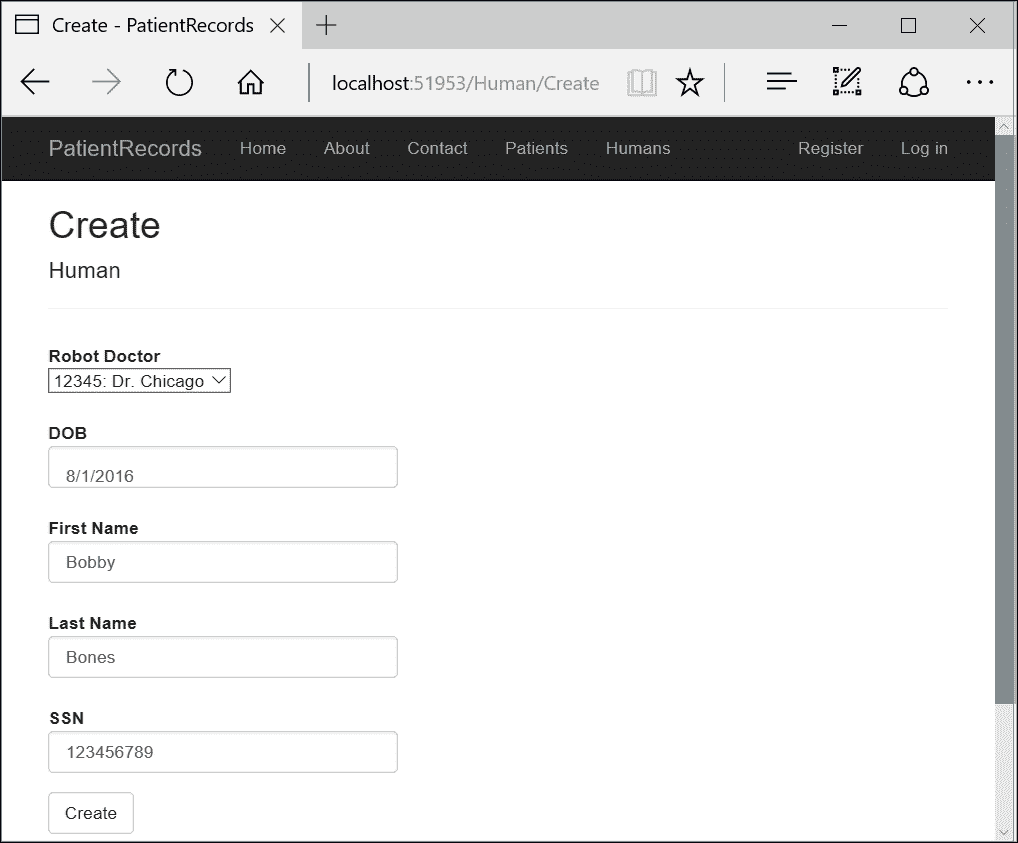 Create - PatientRecords
localhost:51953/Human/Create
PatientRecords Home About Contact Patients Humans Register Log in
Create
Human
Robot Doctor
12345: Dr. Chicago
DOB
8/1/2016
First Name
Bobby
Last Name
Bones
SSN
123456789
Create